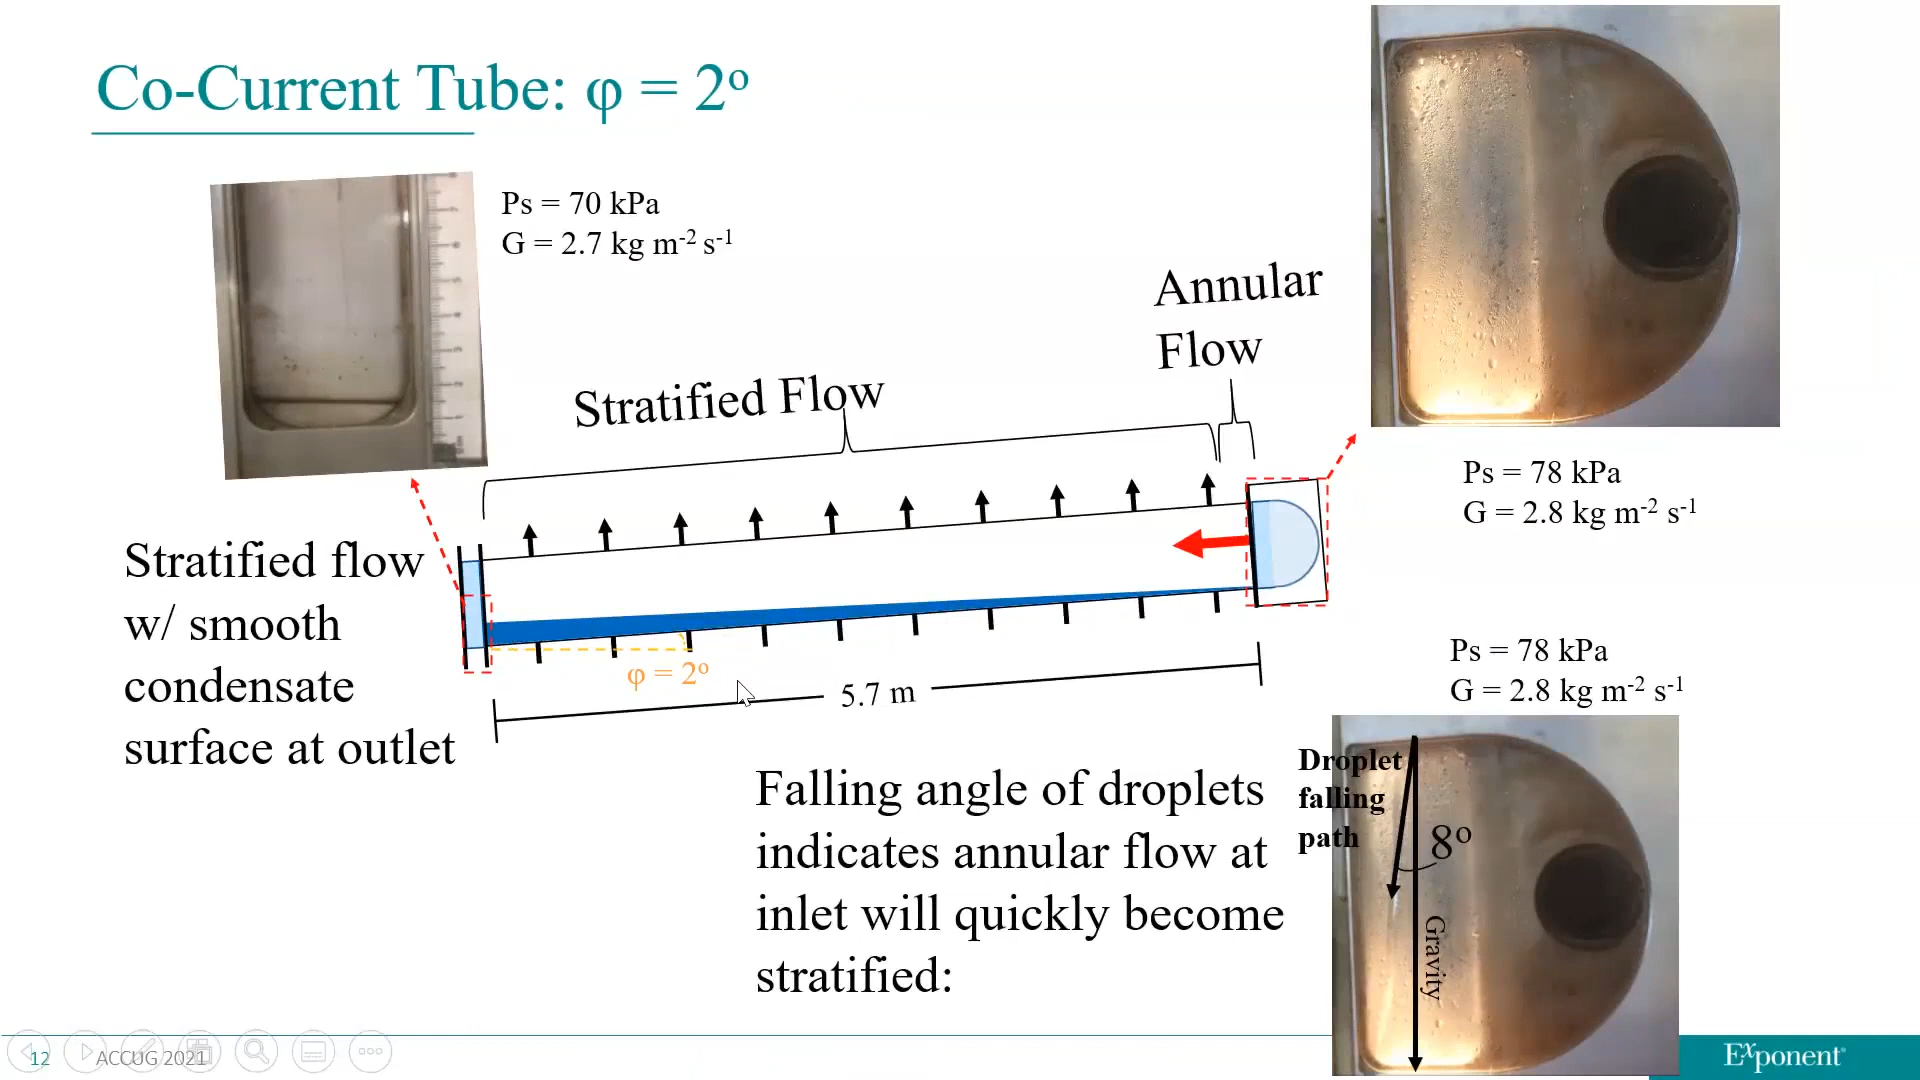 Co-Current Tube: φ = 2º
Ps = 70 kPa
G = 2.7 kg m⁻² s⁻¹
Annular
Flow
Stratified Flow
Ps = 78 kPa
G = 2.8 kg m⁻² s⁻¹
Stratified flow
w/ smooth
condensate
surface at outlet
φ = 2º
5.7 m
Ps = 78 kPa
G = 2.8 kg m⁻² s⁻¹
Falling angle of droplets
indicates annular flow at
inlet will quickly become
stratified:
Droplet
falling
path
8º
Gravity
12
ACCUG 2021
Exponent